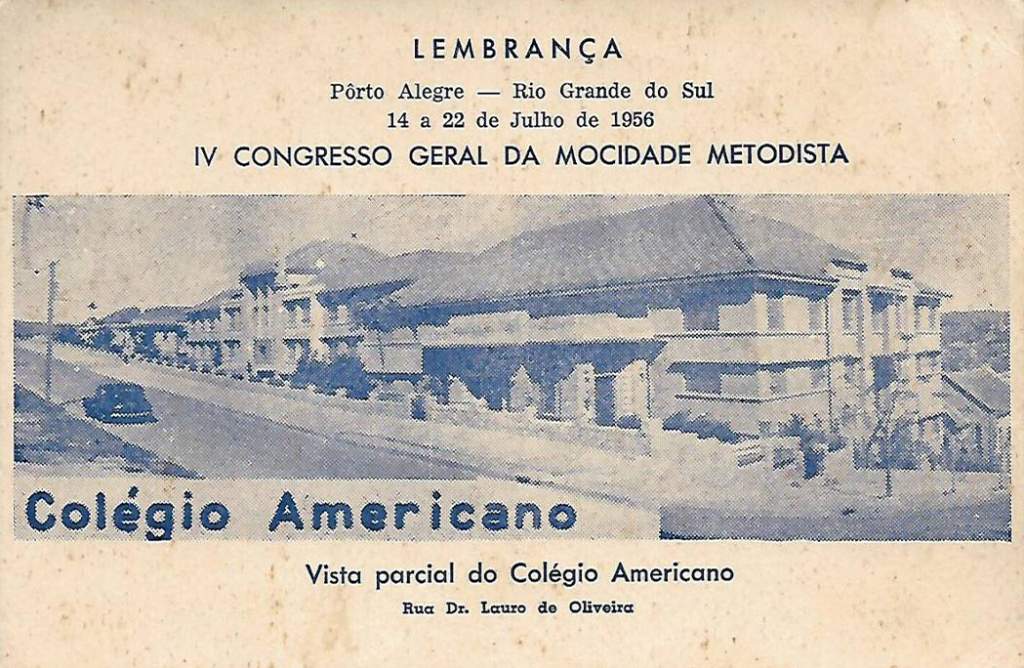 LEMBRANÇA
Pôrto Alegre — Rio Grande do Sul
14 a 22 de Julho de 1956
IV CONGRESSO GERAL DA MOCIDADE METODISTA
Colégio Americano
Vista parcial do Colégio Americano
Rua Dr. Lauro de Oliveira